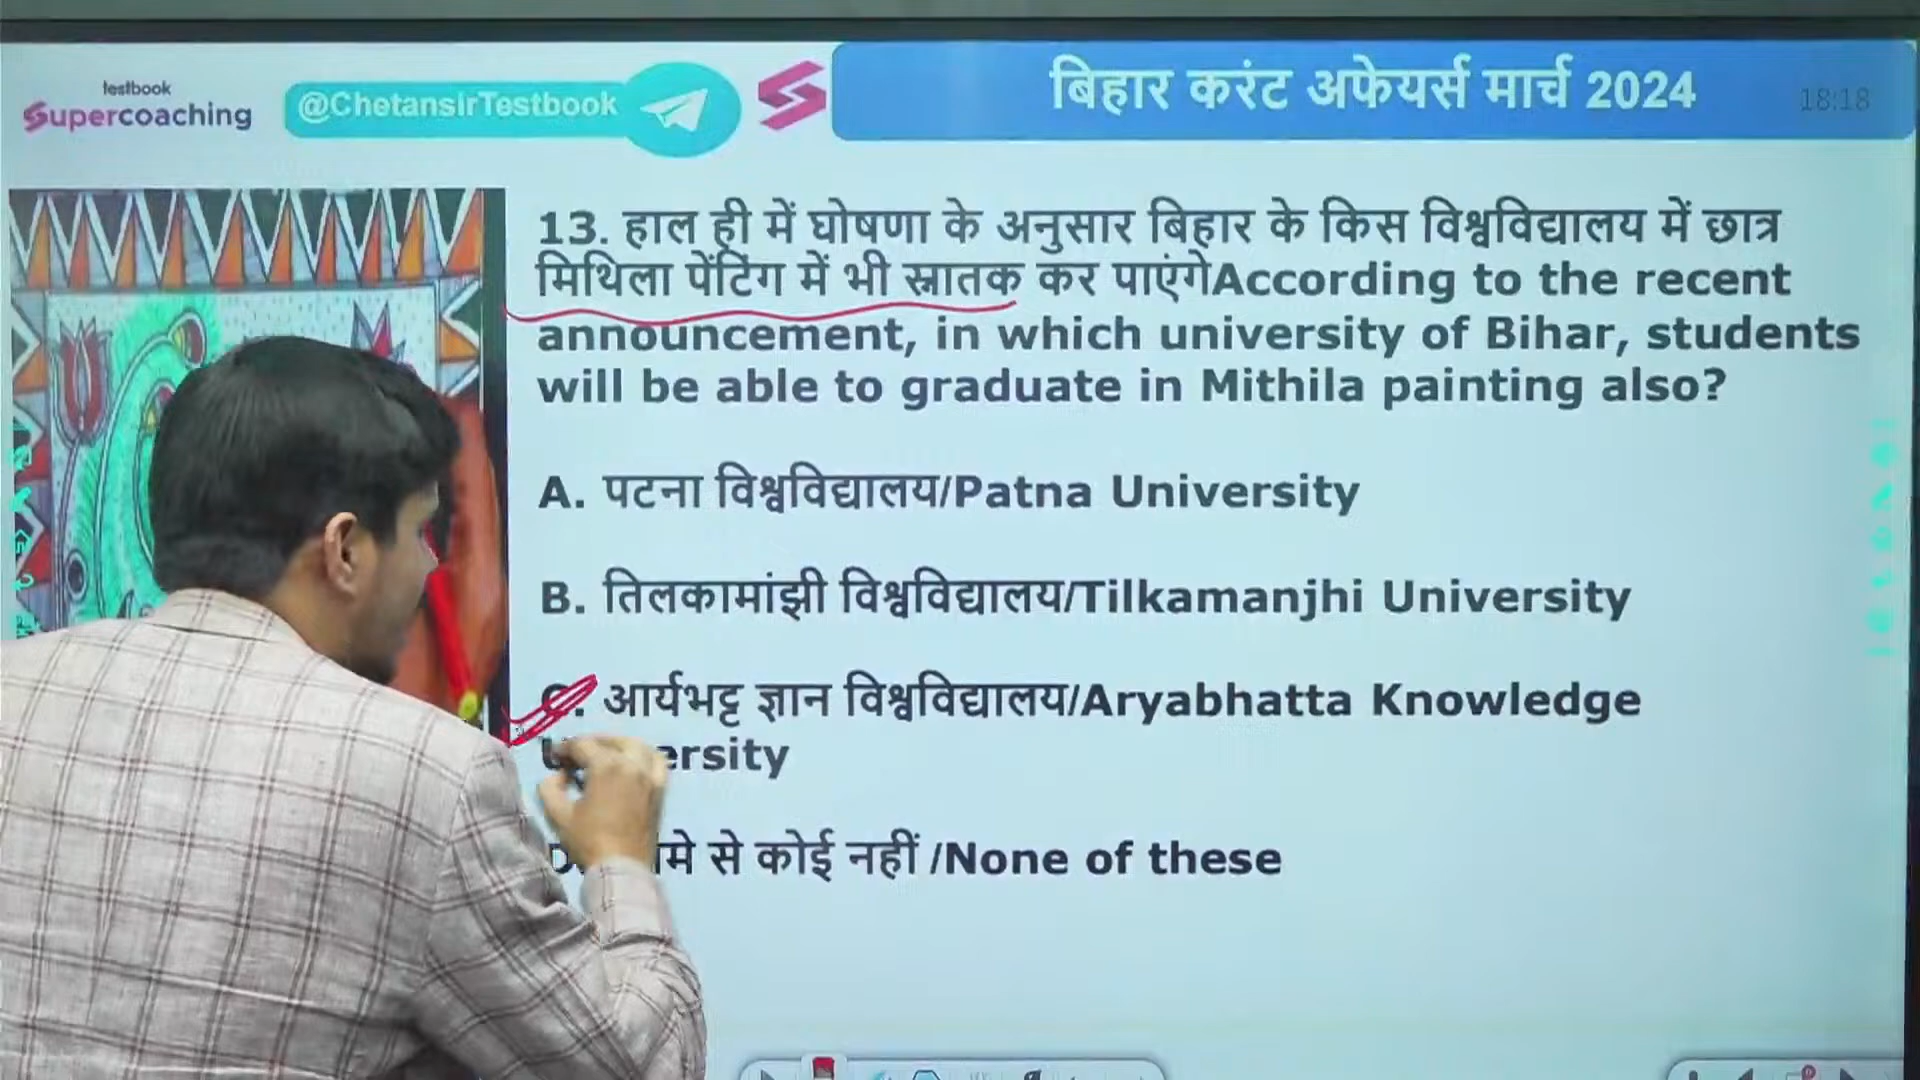 testbook
Supercoaching
@ChetansirTestbook
बिहार करंट अफेयर्स मार्च 2024
18:18
13. हाल ही में घोषणा के अनुसार बिहार के किस विश्वविद्यालय में छात्र
मिथिला पेंटिंग में भी स्नातक कर पाएंगेAccording to the recent
announcement, in which university of Bihar, students
will be able to graduate in Mithila painting also?
A. पटना विश्वविद्यालय/Patna University
B. तिलकामांझी विश्वविद्यालय/Tilkamanjhi University
C. आर्यभट्ट ज्ञान विश्वविद्यालय/Aryabhatta Knowledge
से कोई नहीं /None of these